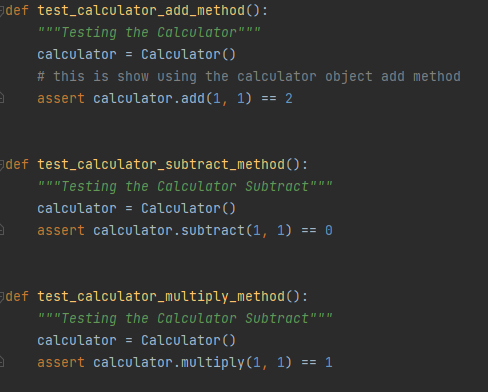 def test_calculator_add_method():
    """Testing the Calculator"""
    calculator = Calculator()
    # this is show using the calculator object add method
    assert calculator.add(1, 1) == 2
def test_calculator_subtract_method():
    """Testing the Calculator Subtract"""
    calculator = Calculator()
    assert calculator.subtract(1, 1) == 0
def test_calculator_multiply_method():
    """Testing the Calculator Subtract"""
    calculator = Calculator()
    assert calculator.multiply(1, 1) == 1